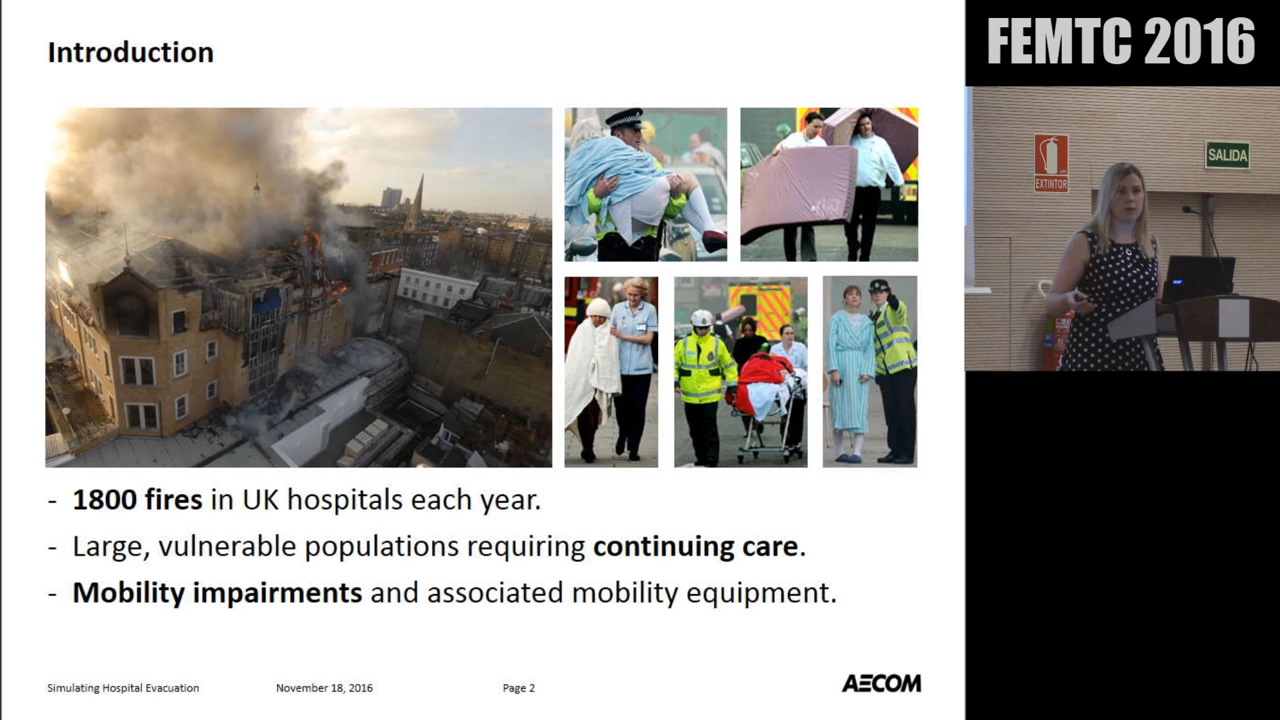 Introduction
FEMTC 2016
EXTINTOR
SALIDA
- 1800 fires in UK hospitals each year.
- Large, vulnerable populations requiring continuing care.
- Mobility impairments and associated mobility equipment.
Simulating Hospital Evacuation November 18, 2016 Page 2 AECOM